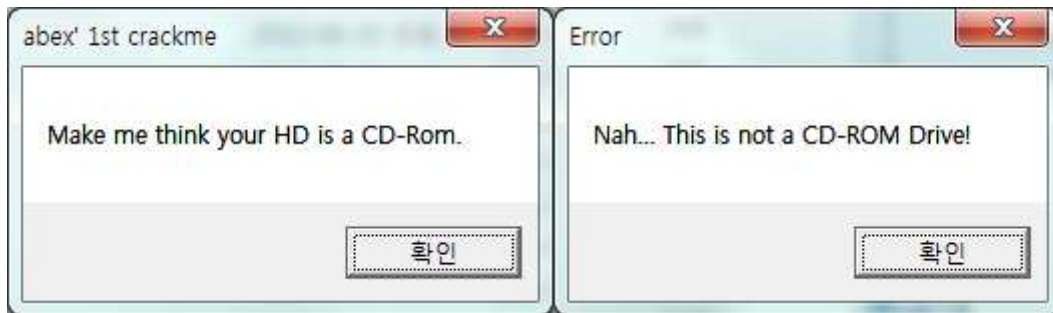 abex' 1st crackme
Make me think your HD is a CD-Rom.
확인
Error
Nah... This is not a CD-ROM Drive!
확인